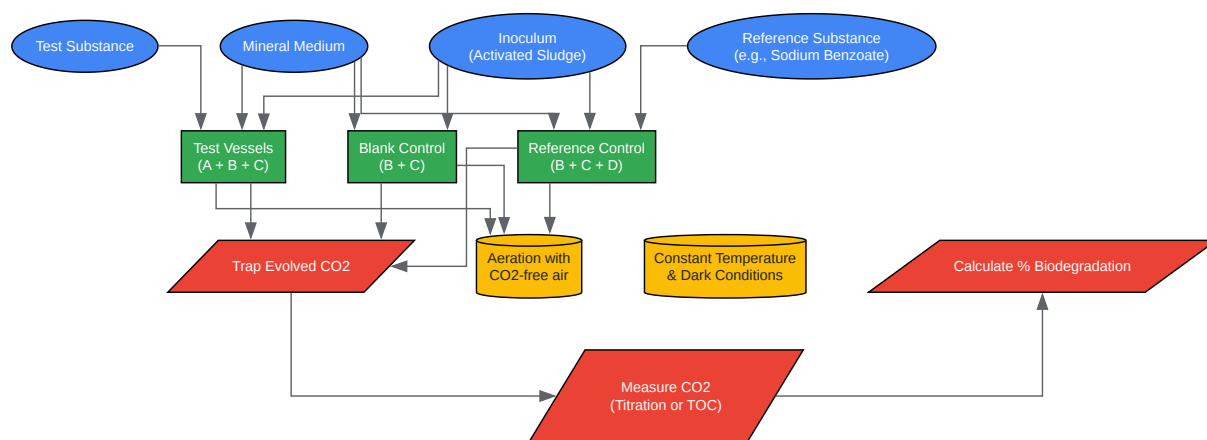 Test Substance
Mineral Medium
Inoculum
(Activated Sludge)
Reference Substance
(e.g., Sodium Benzoate)
Test Vessels
(A + B + C)
Blank Control
(B + C)
Reference Control
(B + C + D)
Trap Evolved CO2
Aeration with
CO2-free air
Constant Temperature
& Dark Conditions
Calculate % Biodegradation
Measure CO2
(Titration or TOC)